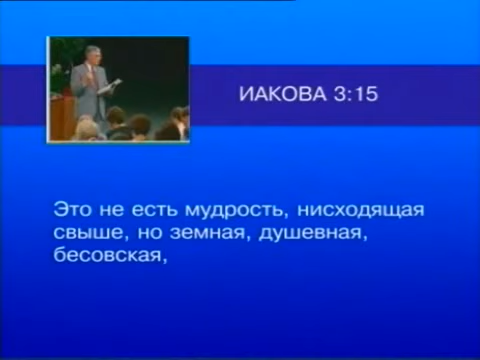 ИАКОВА 3:15
Это не есть мудрость, нисходящая
свыше, но земная, душевная,
бесовская,